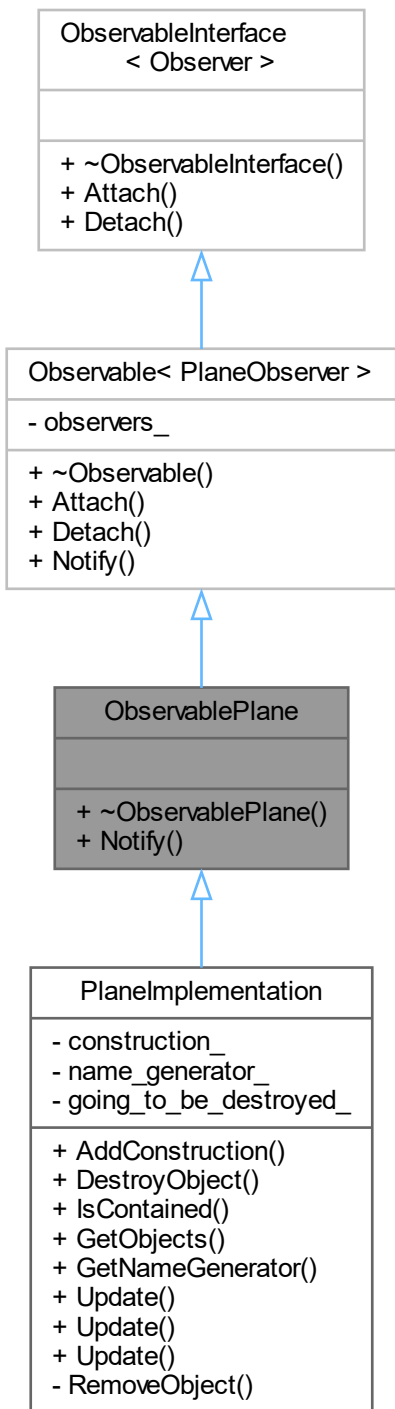 ObservableInterface
< Observer >
+ ~ObservableInterface()
+ Attach()
+ Detach()
Observable< PlaneObserver >
- observers_
+ ~Observable()
+ Attach()
+ Detach()
+ Notify()
ObservablePlane
+ ~ObservablePlane()
+ Notify()
PlaneImplementation
- construction_
- name_generator_
- going_to_be_destroyed_
+ AddConstruction()
+ DestroyObject()
+ IsContained()
+ GetObjects()
+ GetNameGenerator()
+ Update()
+ Update()
+ Update()
- RemoveObject()